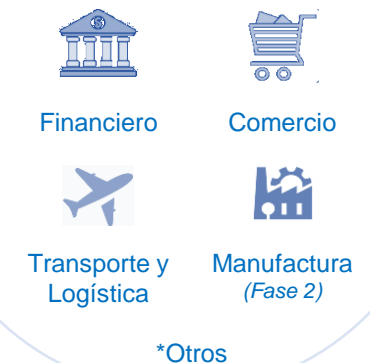 Financiero
Comercio
Transporte y
Logística
Manufactura
(Fase 2)
*Otros